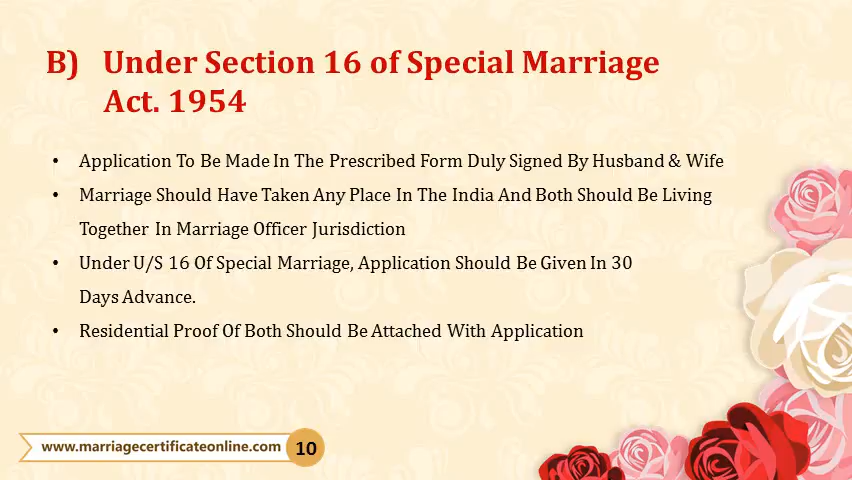 B) Under Section 16 of Special Marriage
Act. 1954
• Application To Be Made In The Prescribed Form Duly Signed By Husband & Wife
• Marriage Should Have Taken Any Place In The India And Both Should Be Living
Together In Marriage Officer Jurisdiction
• Under U/S 16 Of Special Marriage, Application Should Be Given In 30
Days Advance.
• Residential Proof Of Both Should Be Attached With Application
www.marriagecertificateonline.com 10